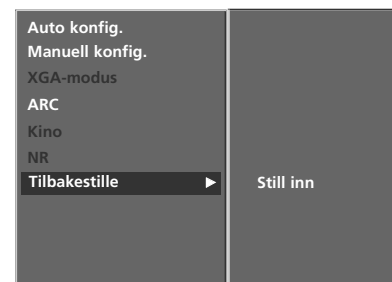 Auto konfig.
Manuell konfig.
XGA-modus
ARC
Kino
NR
Tilbakestille ▶ Still inn